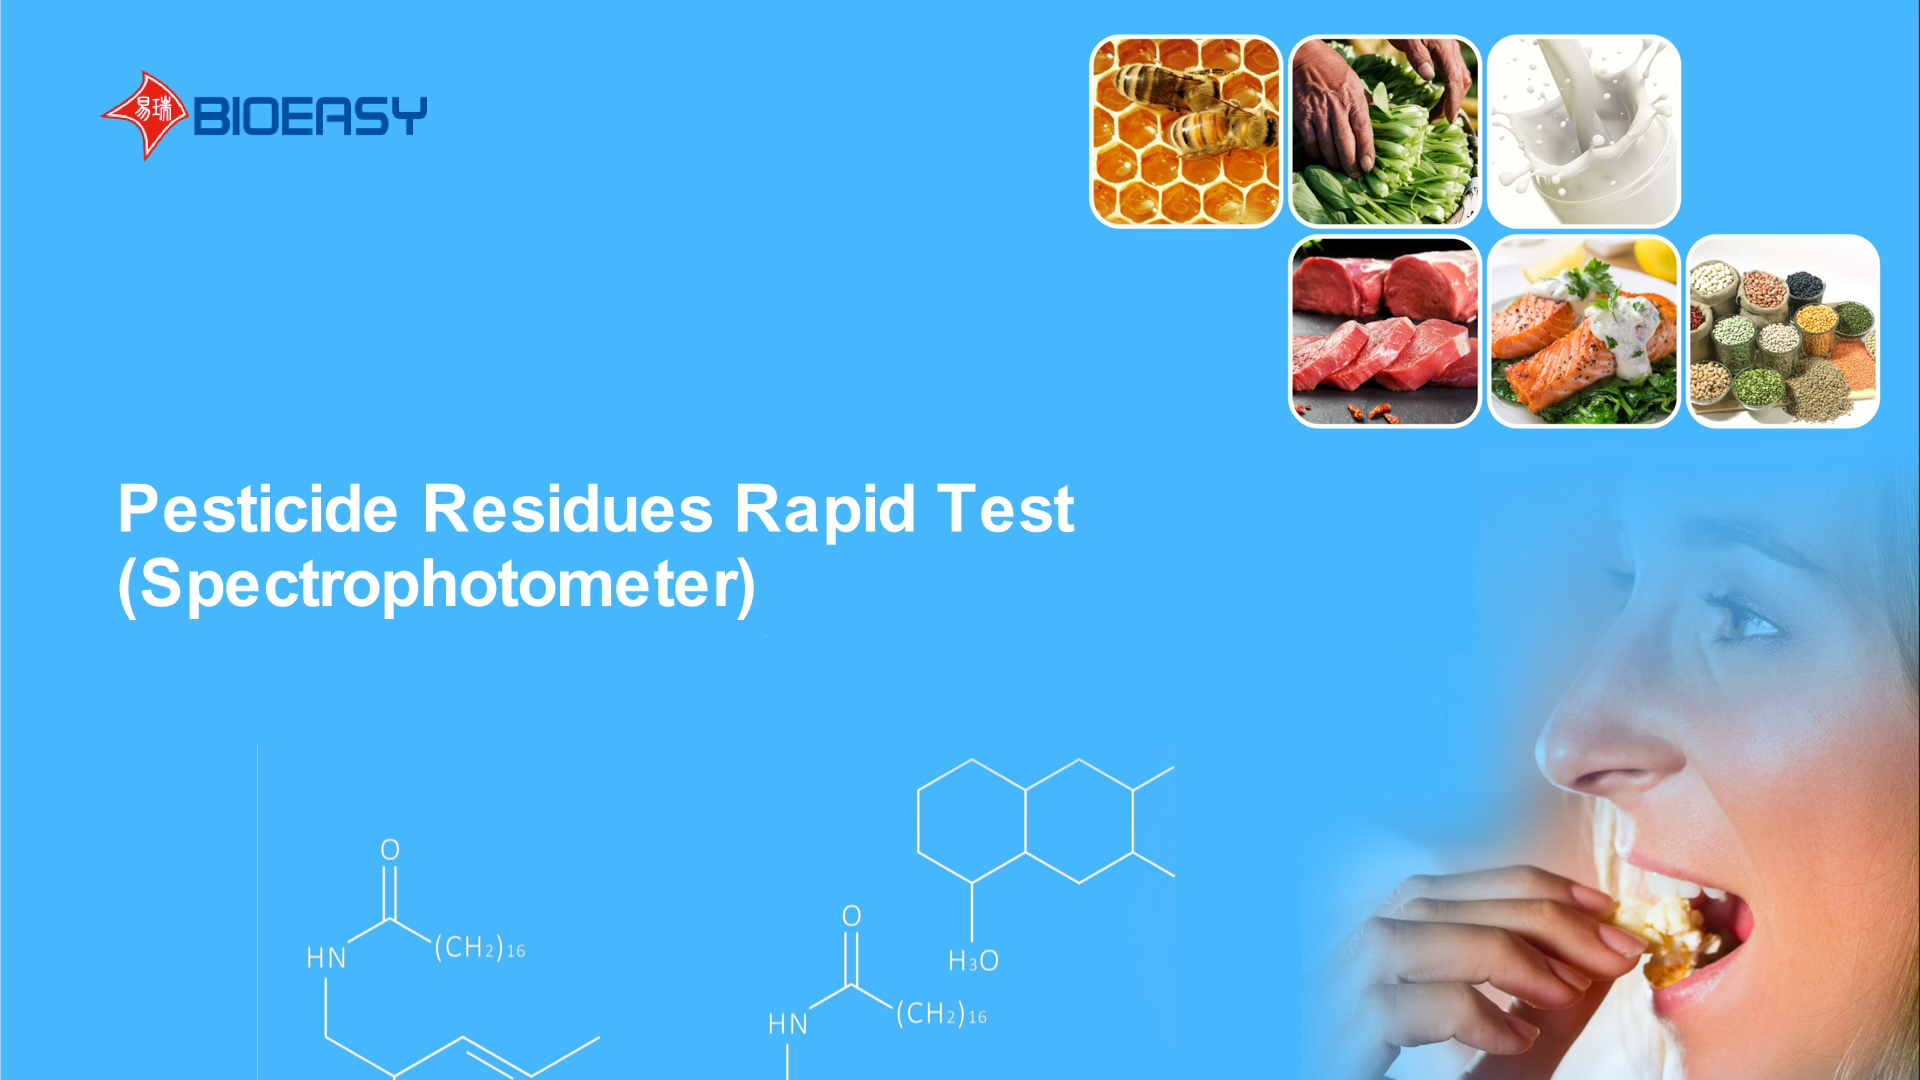 易瑞 BIOEASY
Pesticide Residues Rapid Test
(Spectrophotometer)
O
HN
(CH2)16
O
HN
(CH2)16
H3O